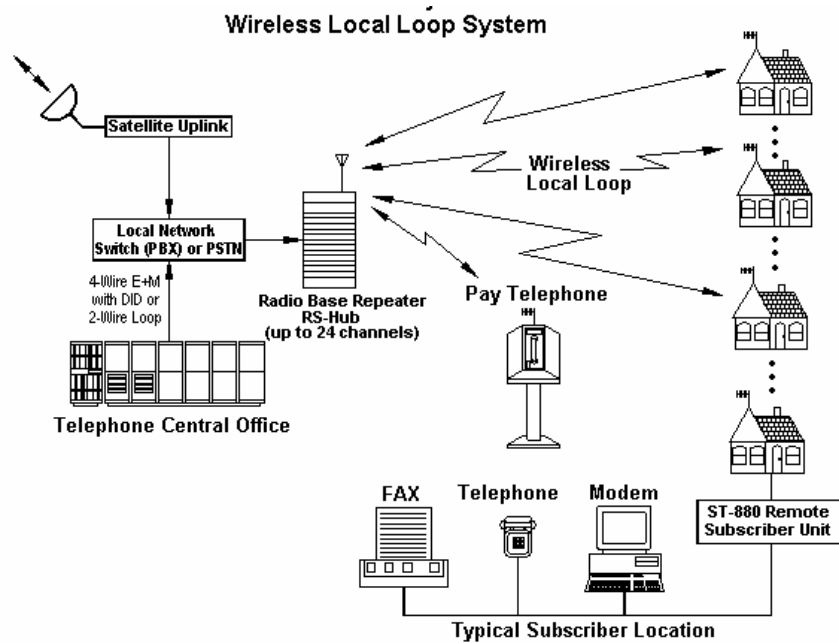 Wireless Local Loop System
Satellite Uplink
Wireless
Local Loop
Local Network
Switch (PBX) or PSTN
4-Wire E+M
with DID or
2-Wire Loop
Radio Base Repeater
RS-Hub
(up to 24 channels)
Pay Telephone
Telephone Central Office
FAX
Telephone
Modem
ST-880 Remote
Subscriber Unit
Typical Subscriber Location